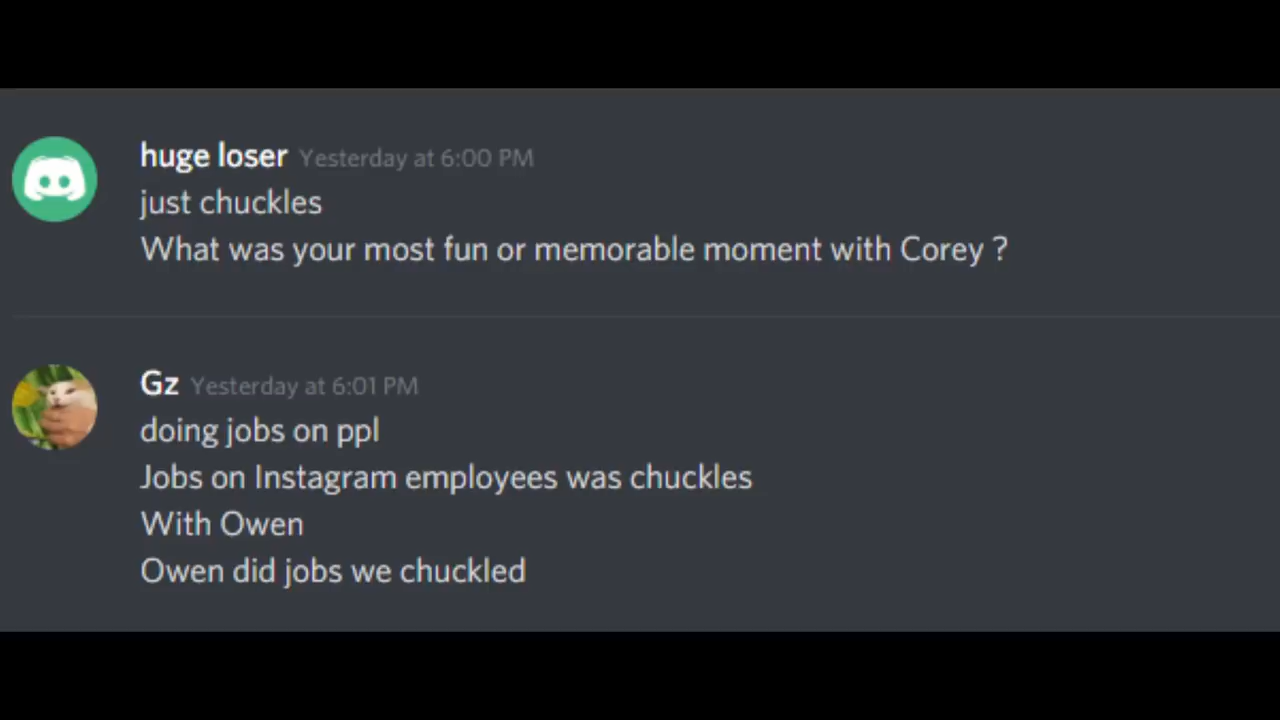 huge loser Yesterday at 6:00 PM
just chuckles
What was your most fun or memorable moment with Corey ?
Gz Yesterday at 6:01 PM
doing jobs on ppl
Jobs on Instagram employees was chuckles
With Owen
Owen did jobs we chuckled